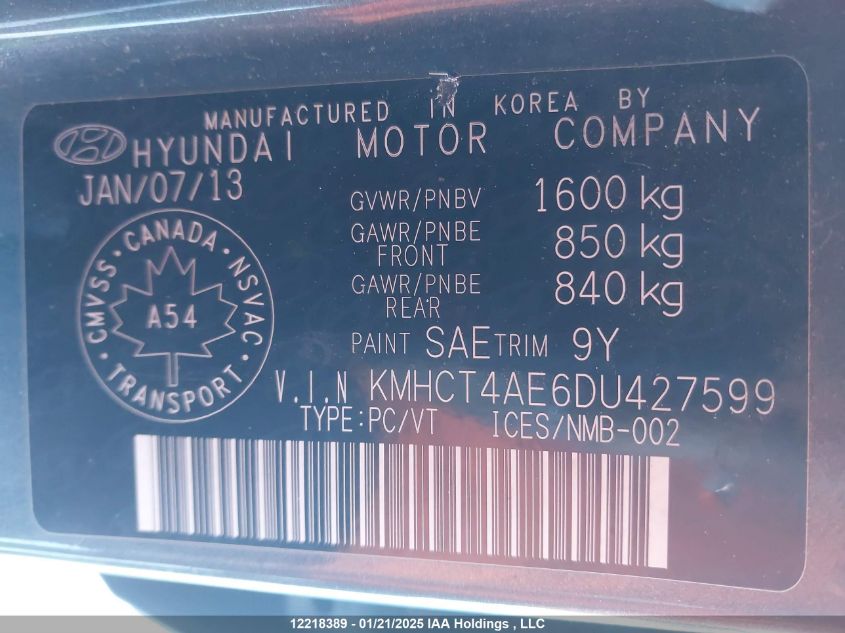 MANUFACTURED IN KOREA BY
HYUNDAI MOTOR COMPANY
JAN/07/13
GVWR/PNBV 1600 kg
GAWR/PNBE FRONT 850 kg
GAWR/PNBE REAR 840 kg
PAINT SAE TRIM 9Y
CMVSS · CANADA · NSVAC · TRANSPORT ·
A54
V.I.N KMHCT4AE6DU427599
TYPE:PC/VT ICES/NMB-002
12218389 - 01/21/2025 IAA Holdings , LLC